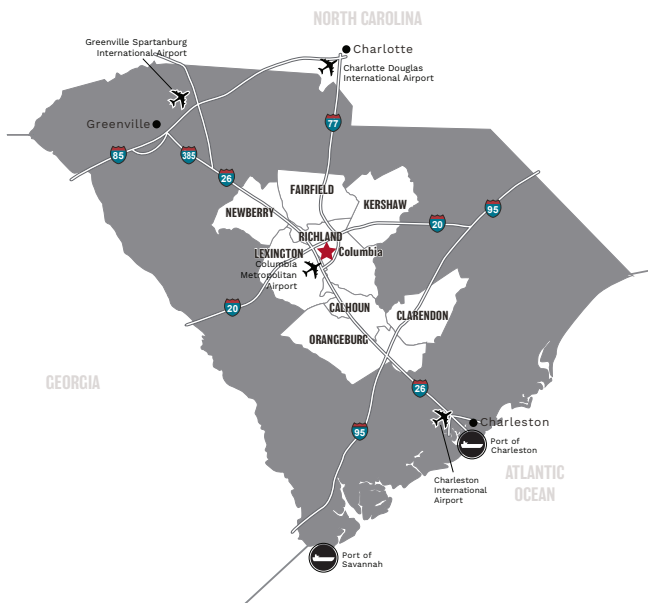 NORTH CAROLINA
Greenville Spartanburg
International Airport
Charlotte
Charlotte Douglas
International Airport
Greenville
77
85
385
26
FAIRFIELD
KERSHAW
NEWBERRY
95
20
RICHLAND
LEXINGTON
Columbia
Columbia
Metropolitan
Airport
20
CALHOUN
CLARENDON
ORANGEBURG
GEORGIA
26
95
Charleston
Port of
Charleston
ATLANTIC
OCEAN
Charleston
International
Airport
Port of
Savannah